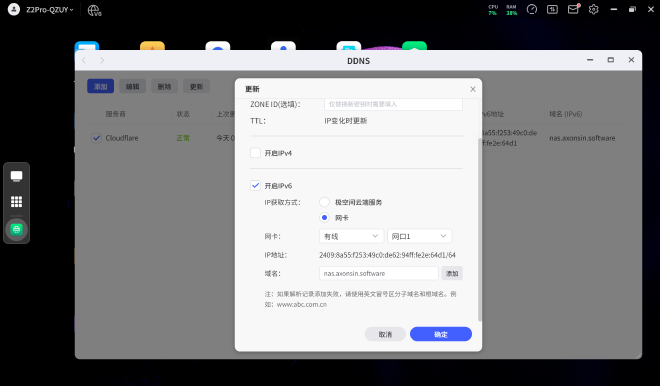 Z2Pro-QZUY
V6
CPU 7%
RAM 38%
DDNS
添加
编辑
删除
更新
服务商
状态
上次更
v6地址
域名 (IPv6)
Cloudflare
正常
今天 0
8a55:f253:49c0:de
ff:fe2e:64d1
nas.axonsin.software
更新
ZONE ID(选填):
仅替换新密钥时需要填入
TTL:
IP变化时更新
开启IPv4
开启IPv6
IP获取方式:
极空间云端服务
网卡
网卡:
有线
网口1
IP地址:
2409:8a55:f253:49c0:de62:94ff:fe2e:64d1/64
域名:
nas.axonsin.software
添加
注: 如果解析记录添加失败，请使用英文冒号区分子域名和根域名。例
如: www:abc.com.cn
取消
确定